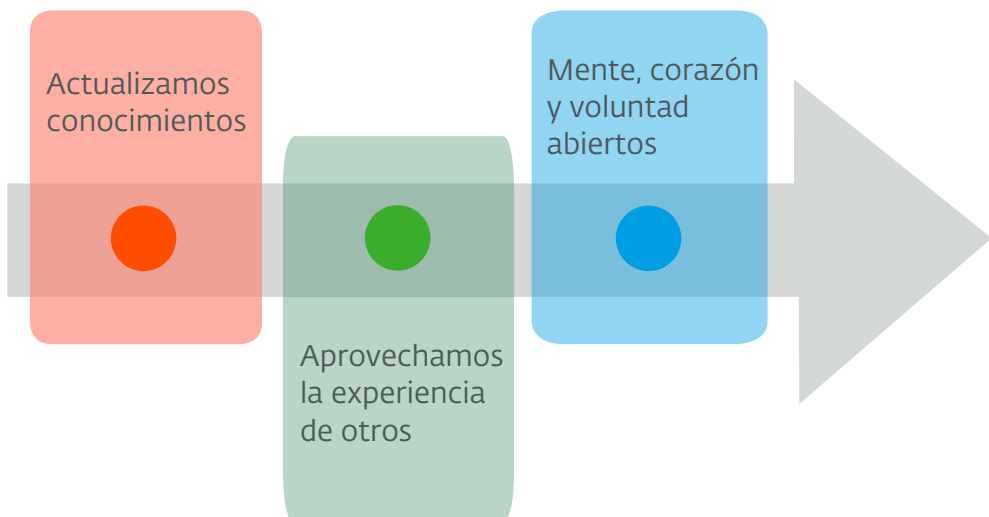 Actualizamos
conocimientos
Aprovechamos
la experiencia
de otros
Mente, corazón
y voluntad
abiertos